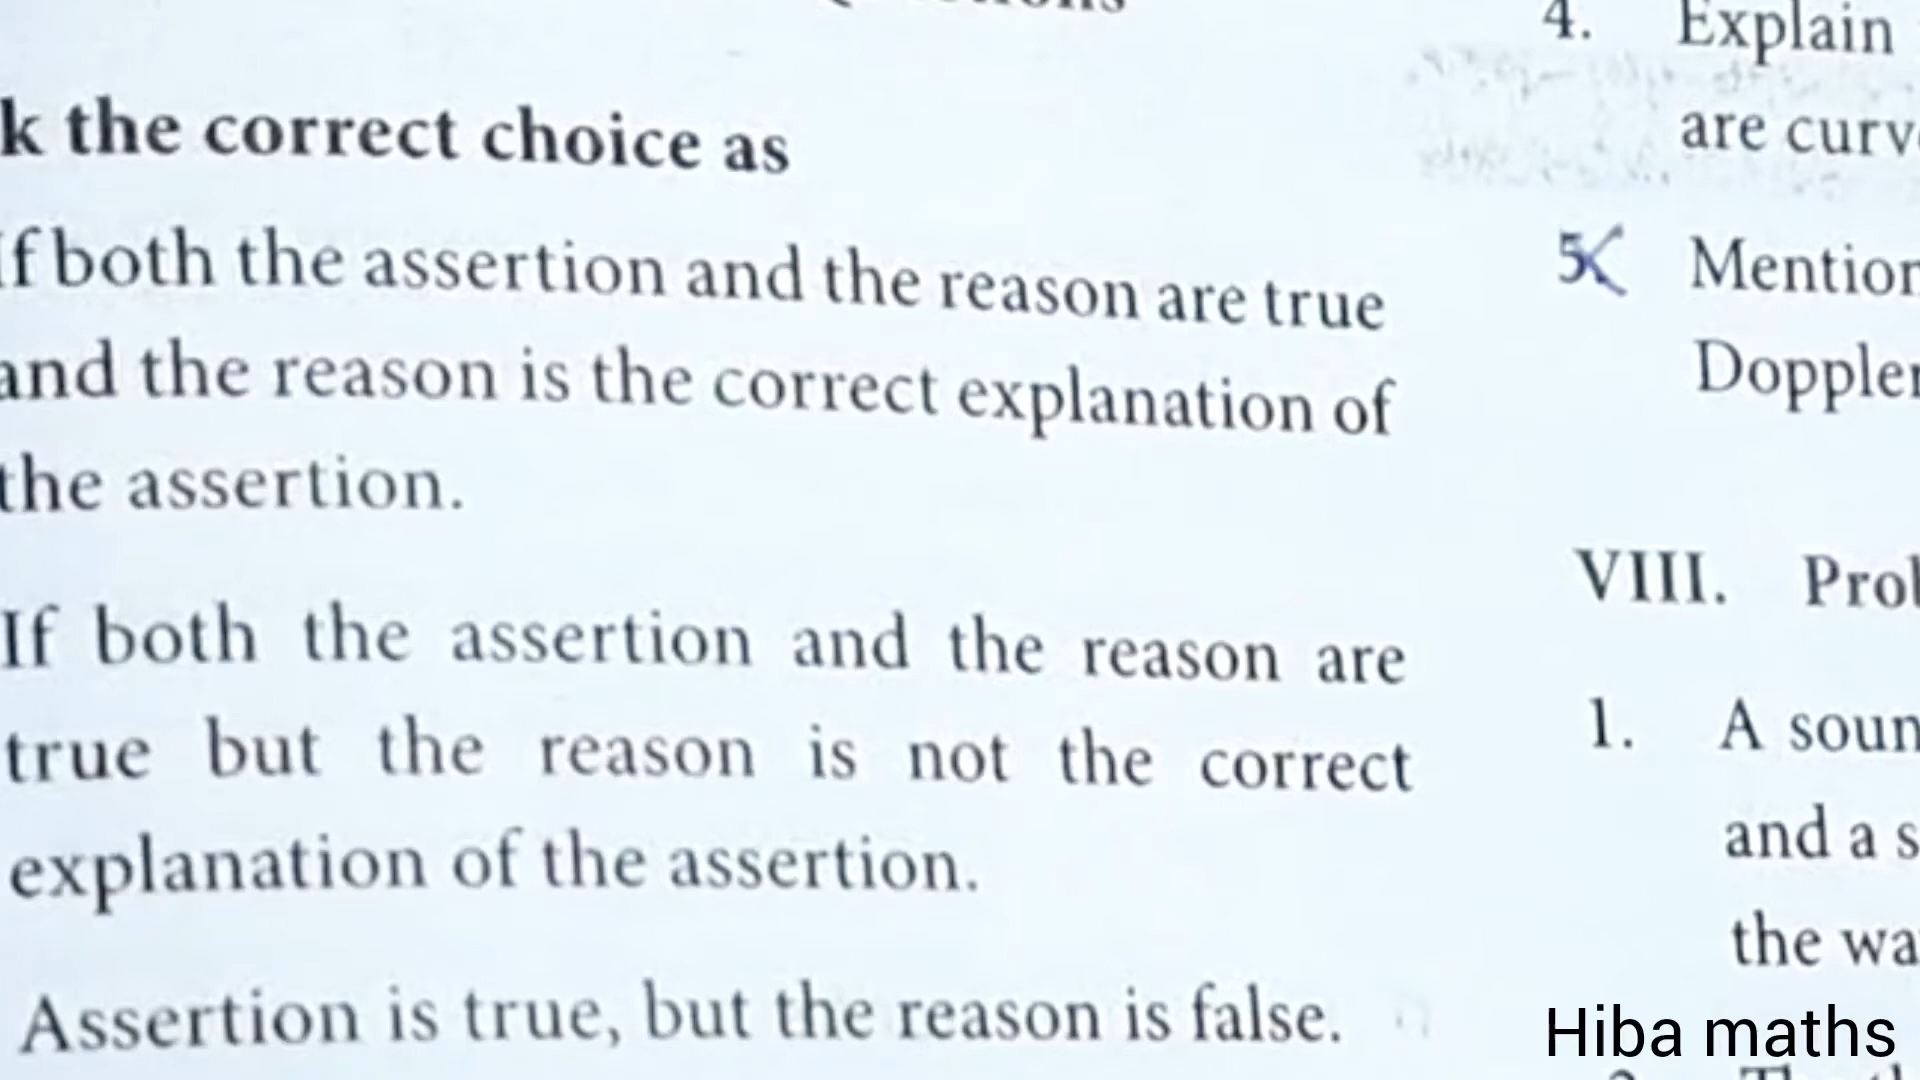 k the correct choice as
If both the assertion and the reason are true
and the reason is the correct explanation of
the assertion.
If both the assertion and the reason are
true but the reason is not the correct
explanation of the assertion.
Assertion is true, but the reason is false.
4. Explain
are curv
5. Mention
Doppler
VIII. Prob
1. A soun
and a s
the wa
Hiba maths